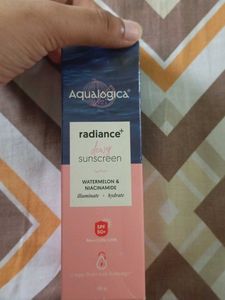 Aqualogica®
radiance+
dewy
sunscreen
WATERMELON &
NIACINAMIDE
illuminate + hydrate
SPF
50+